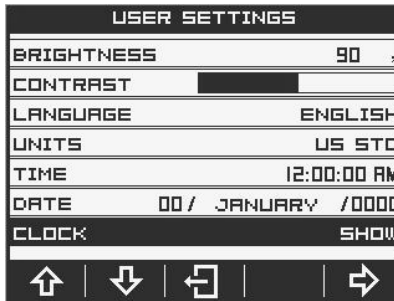 USER SETTINGS
BRIGHTNESS 90
CONTRAST
LANGUAGE ENGLISH
UNITS US STD
TIME 12:00:00 AM
DATE 00 / JANUARY /0000
CLOCK SHOW